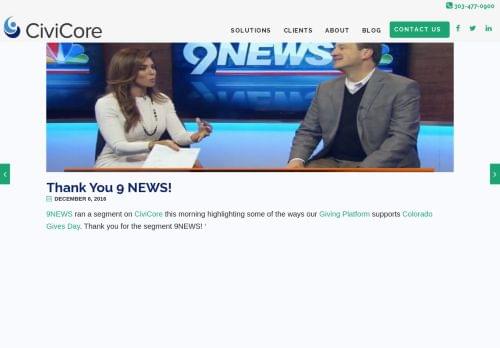 303-477-0900
CiviCore
SOLUTIONS CLIENTS ABOUT BLOG CONTACT US
9NEWS NEWS
Thank You 9 NEWS!
DECEMBER 6, 2016
9NEWS ran a segment on CiviCore this morning highlighting some of the ways our Giving Platform supports Colorado
Gives Day. Thank you for the segment 9NEWS! '